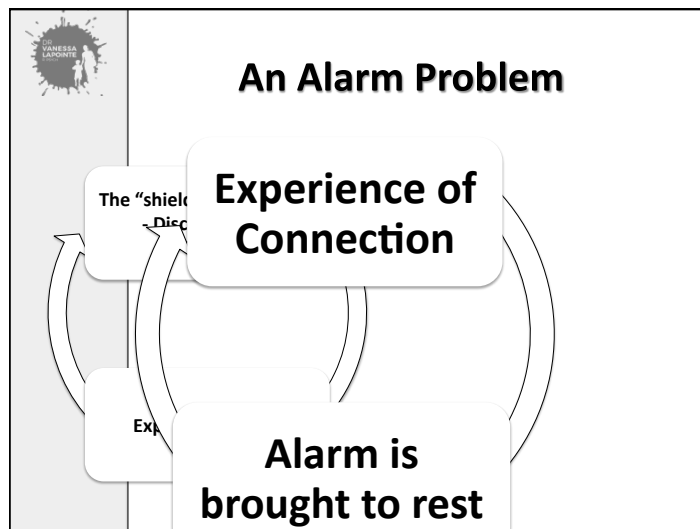 DR
VANESSA
LAPOINTE
An Alarm Problem
The “shield
- Disc
Experience of
Connection
Exp
Alarm is
brought to rest